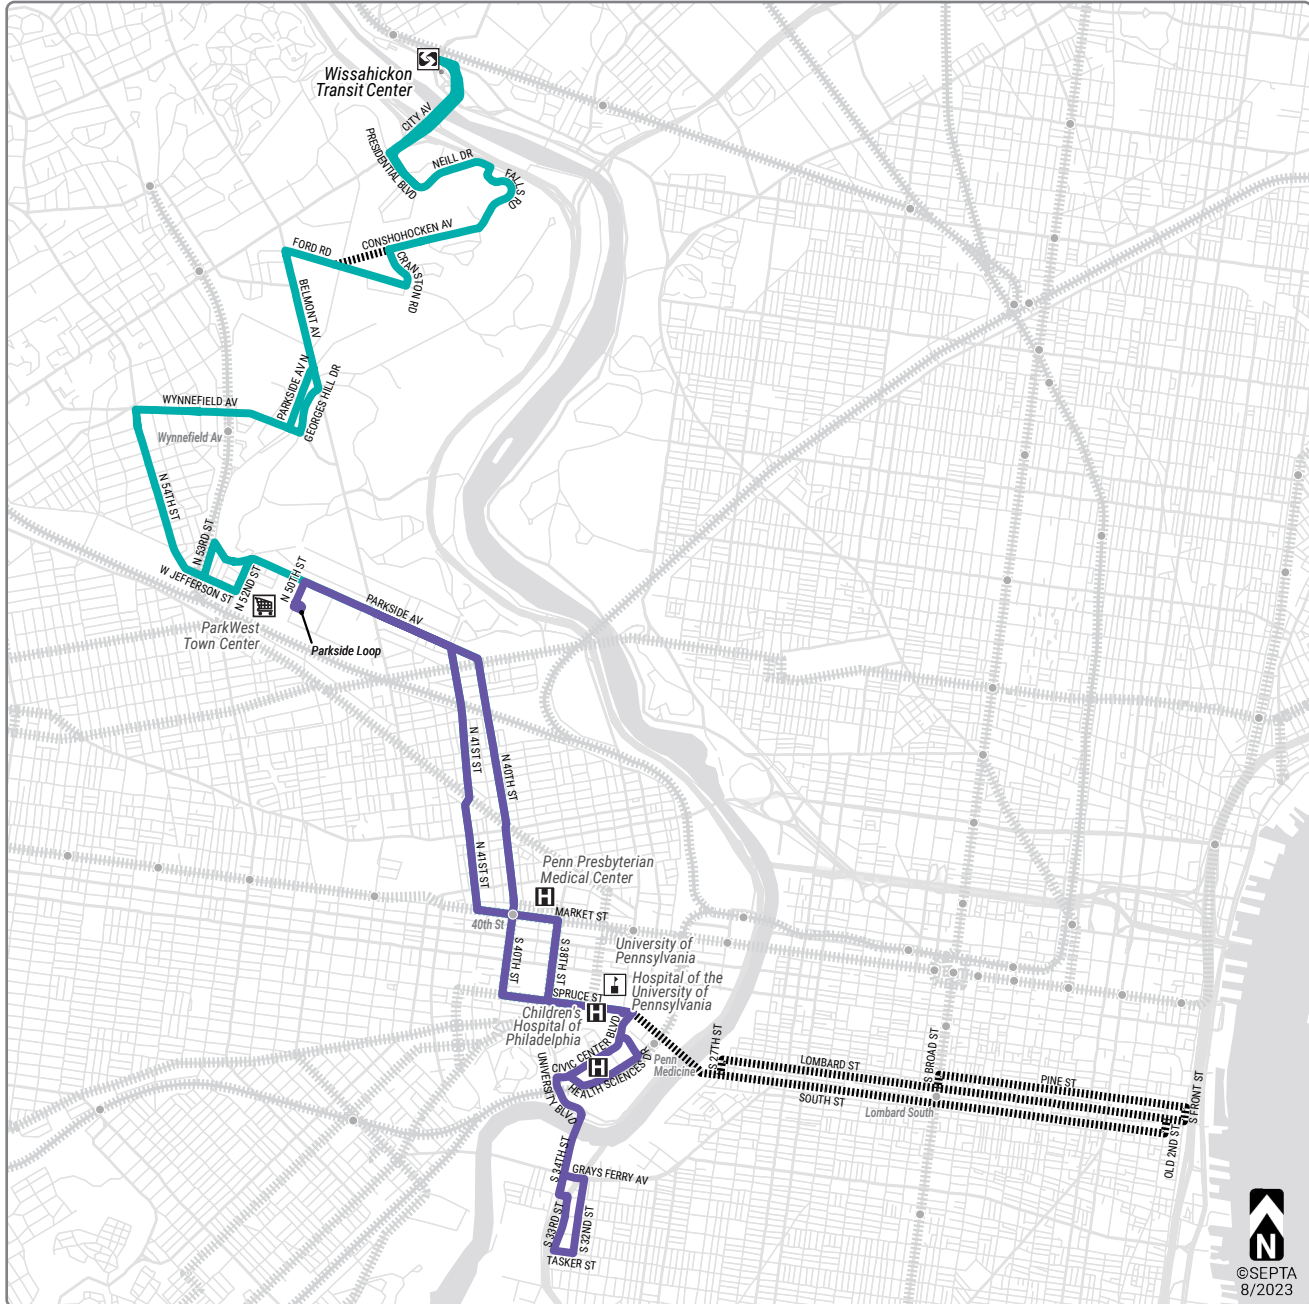 Wissahickon
Transit Center
CITY AV
PRESIDENTIAL BLVD
NEILL DR
FALLS RD
CONSHOHOCKEN AV
FORD RD
CRANSTON RD
BELMONT AV
PARKSIDE AV N
GEORGES HILL DR
WYNNEFIELD AV
Wynnefield Av
N 54TH ST
N 53RD ST
W JEFFERSON ST
N 52ND ST
N 50TH ST
ParkWest
Town Center
PARKSIDE AV
Parkside Loop
N 41ST ST
N 40TH ST
N 41ST ST
Penn Presbyterian
Medical Center
H
MARKET ST
40th St
S 40TH ST
S 38TH ST
University of
Pennsylvania
SPRUCE ST
Hospital of the
University of
Pennsylvania
H
Children's
Hospital of
Philadelphia
CIVIC CENTER BLVD
H
HEALTH SCIENCES DR
UNIVERSITY BLVD
Penn
Medicine
S 27TH ST
LOMBARD ST
SOUTH ST
S BROAD ST
Lombard South
PINE ST
S FRONT ST
OLD 2ND ST
S 34TH ST
GRAYS FERRY AV
S 33RD ST
S 32ND ST
TASKER ST
N
©SEPTA
8/2023